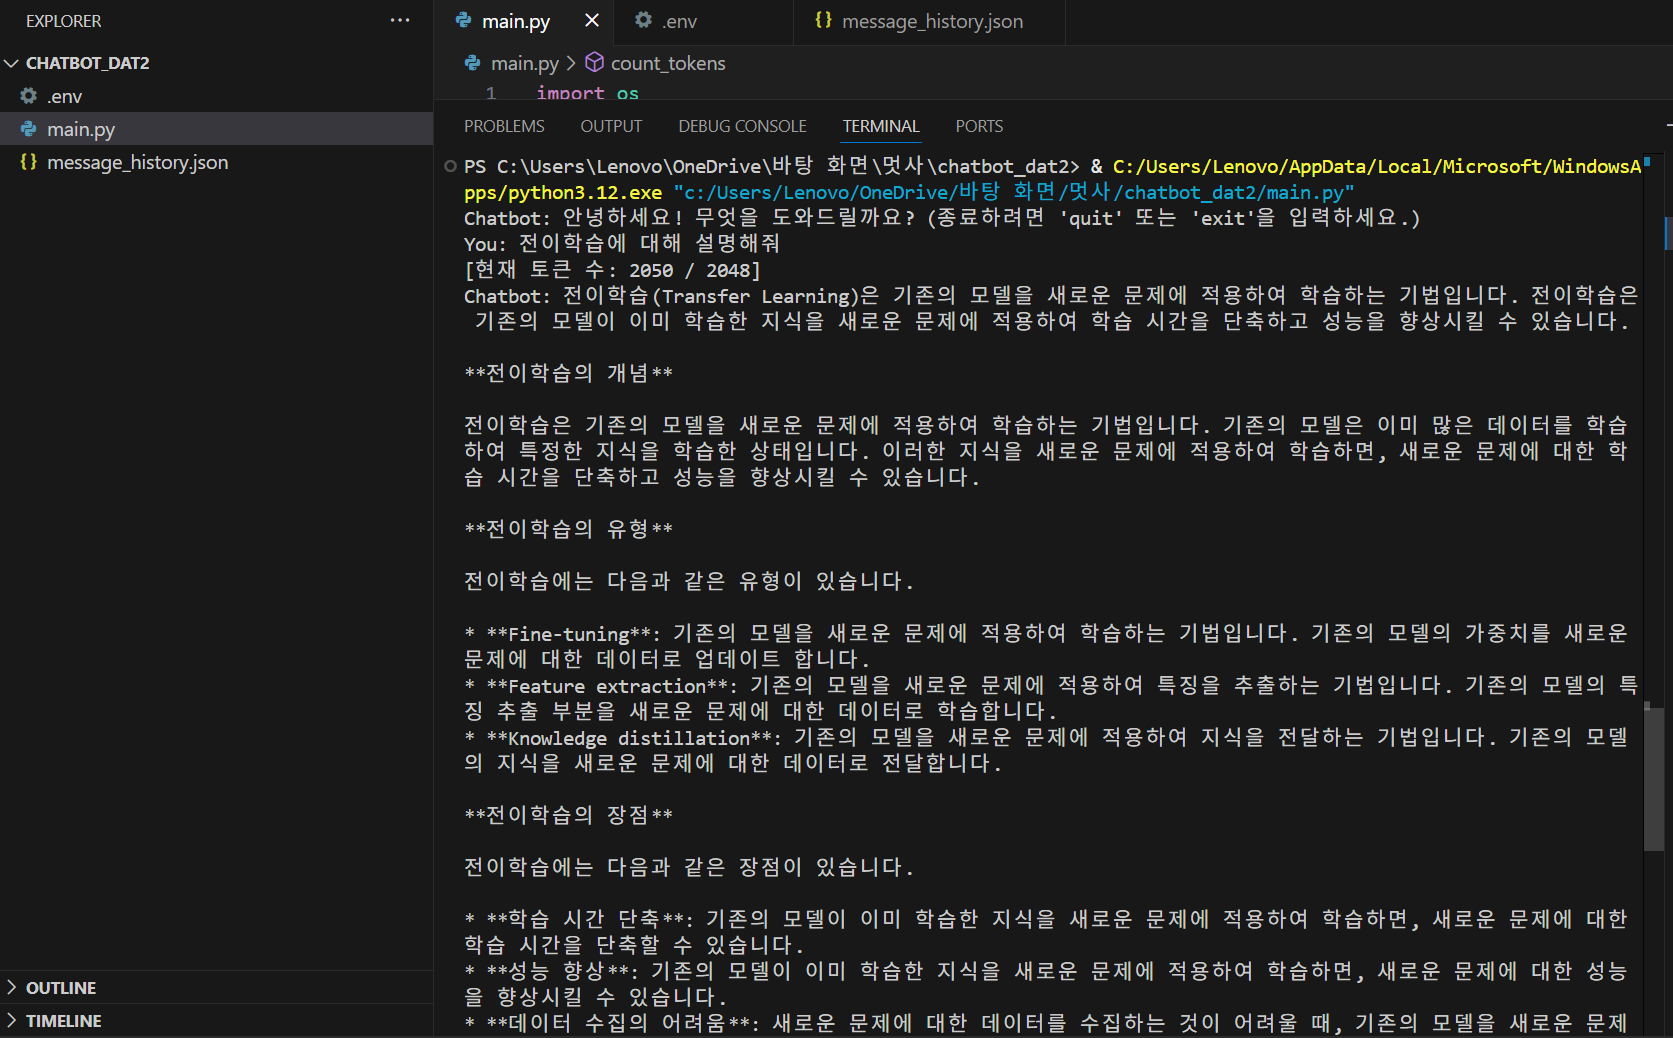 EXPLORER
CHATBOT_DAT2
.env
main.py
message_history.json
OUTLINE
TIMELINE
main.py
.env
message_history.json
main.py > count_tokens
1 import os
PROBLEMS OUTPUT DEBUG CONSOLE TERMINAL PORTS
PS C:\Users\Lenovo\OneDrive\바탕 화면\멋사\chatbot_dat2> & C:/Users/Lenovo/AppData/Local/Microsoft/WindowsA
pps/python3.12.exe "c:/Users/Lenovo/OneDrive/바탕 화면/멋사/chatbot_dat2/main.py"
Chatbot: 안녕하세요! 무엇을 도와드릴까요? (종료하려면 'quit' 또는 'exit'을 입력하세요.)
You: 전이학습에 대해 설명해줘
[현재 토큰 수: 2050 / 2048]
Chatbot: 전이학습(Transfer Learning)은 기존의 모델을 새로운 문제에 적용하여 학습하는 기법입니다. 전이학습은
기존의 모델이 이미 학습한 지식을 새로운 문제에 적용하여 학습 시간을 단축하고 성능을 향상시킬 수 있습니다.
**전이학습의 개념**
전이학습은 기존의 모델을 새로운 문제에 적용하여 학습하는 기법입니다. 기존의 모델은 이미 많은 데이터를 학습
하여 특정한 지식을 학습한 상태입니다. 이러한 지식을 새로운 문제에 적용하여 학습하면, 새로운 문제에 대한 학
습 시간을 단축하고 성능을 향상시킬 수 있습니다.
**전이학습의 유형**
전이학습에는 다음과 같은 유형이 있습니다.
* **Fine-tuning**: 기존의 모델을 새로운 문제에 적용하여 학습하는 기법입니다. 기존의 모델의 가중치를 새로운
문제에 대한 데이터로 업데이트 합니다.
* **Feature extraction**: 기존의 모델을 새로운 문제에 적용하여 특징을 추출하는 기법입니다. 기존의 모델의 특
징 추출 부분을 새로운 문제에 대한 데이터로 학습합니다.
* **Knowledge distillation**: 기존의 모델을 새로운 문제에 적용하여 지식을 전달하는 기법입니다. 기존의 모델
의 지식을 새로운 문제에 대한 데이터로 전달합니다.
**전이학습의 장점**
전이학습에는 다음과 같은 장점이 있습니다.
* **학습 시간 단축**: 기존의 모델이 이미 학습한 지식을 새로운 문제에 적용하여 학습하면, 새로운 문제에 대한
학습 시간을 단축할 수 있습니다.
* **성능 향상**: 기존의 모델이 이미 학습한 지식을 새로운 문제에 적용하여 학습하면, 새로운 문제에 대한 성능
을 향상시킬 수 있습니다.
* **데이터 수집의 어려움**: 새로운 문제에 대한 데이터를 수집하는 것이 어려울 때, 기존의 모델을 새로운 문제